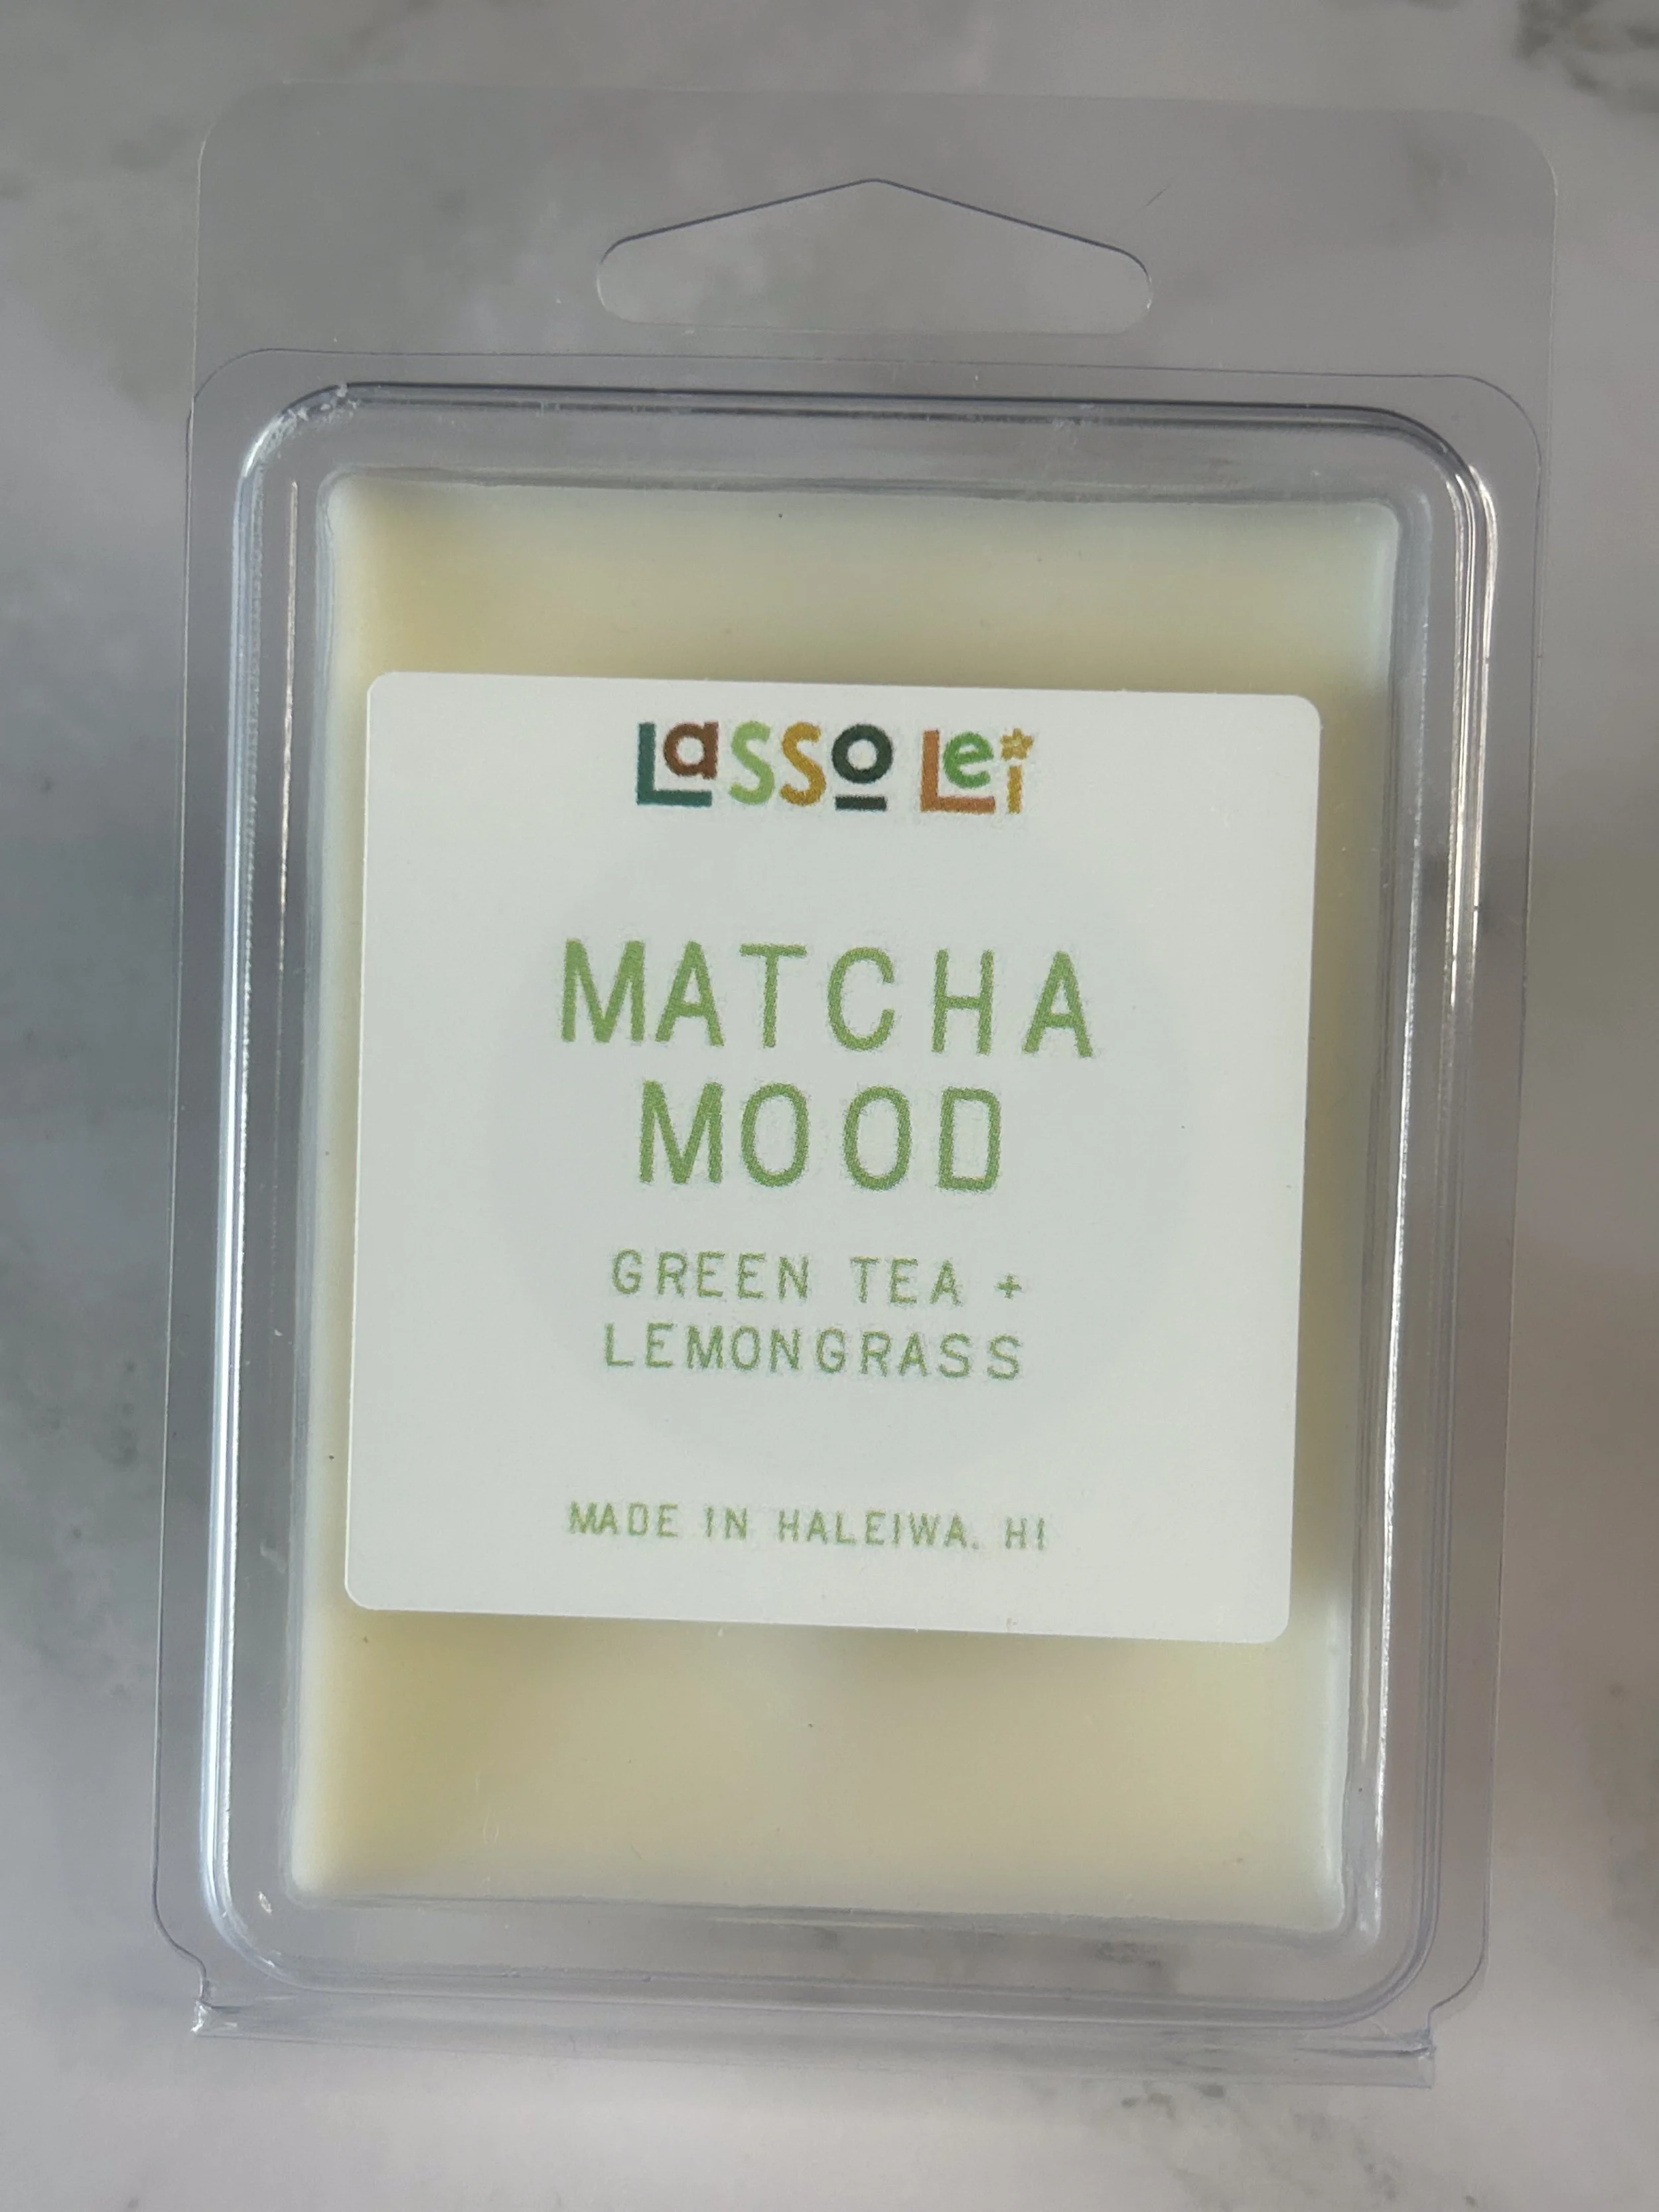 Lasso Lei
MATCHA
MOOD
GREEN TEA +
LEMONGRASS
MADE IN HALEIWA, HI